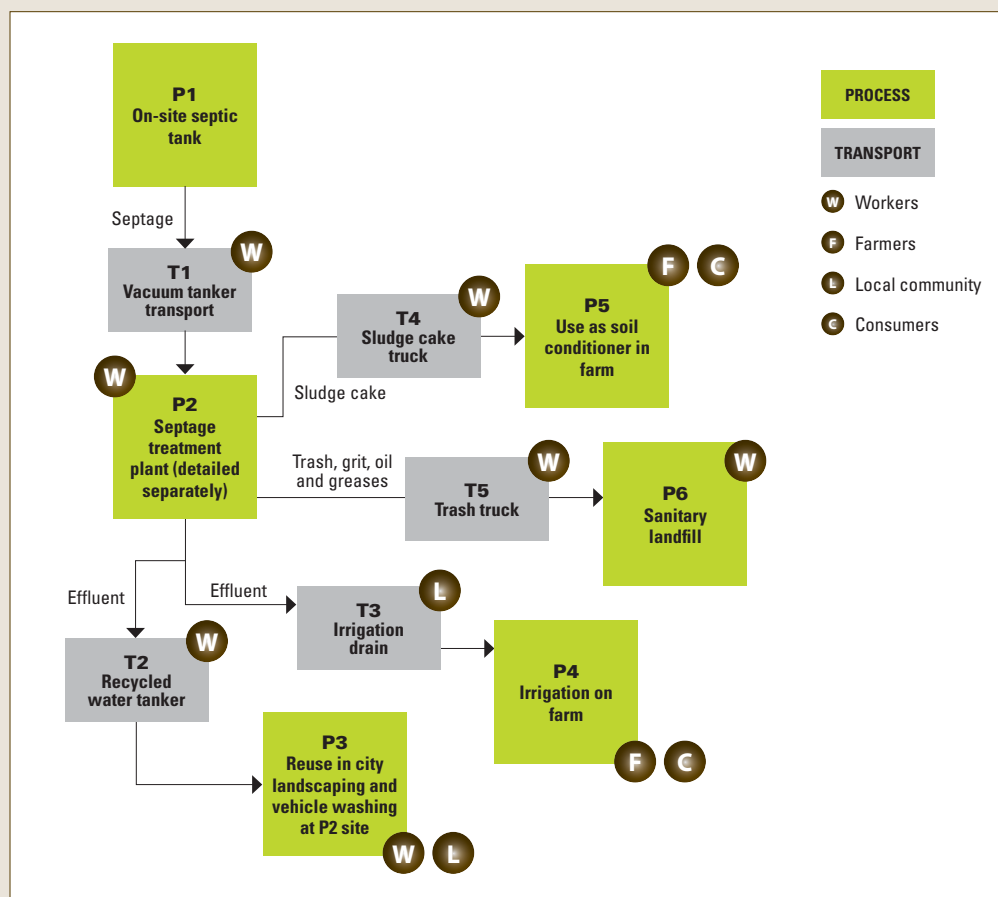 P1
On-site septic
tank
Septage
T1
Vacuum tanker
transport
W
W
P2
Septage
treatment
plant (detailed
separately)
Sludge cake
T4
Sludge cake
truck
W
P5
Use as soil
conditioner in
farm
F
C
Trash, grit, oil
and greases
T5
Trash truck
W
P6
Sanitary
landfill
W
Effluent
Effluent
T3
Irrigation
drain
L
P4
Irrigation on
farm
F
C
T2
Recycled
water tanker
W
P3
Reuse in city
landscaping and
vehicle washing
at P2 site
W
L
PROCESS
TRANSPORT
W Workers
F Farmers
L Local community
C Consumers